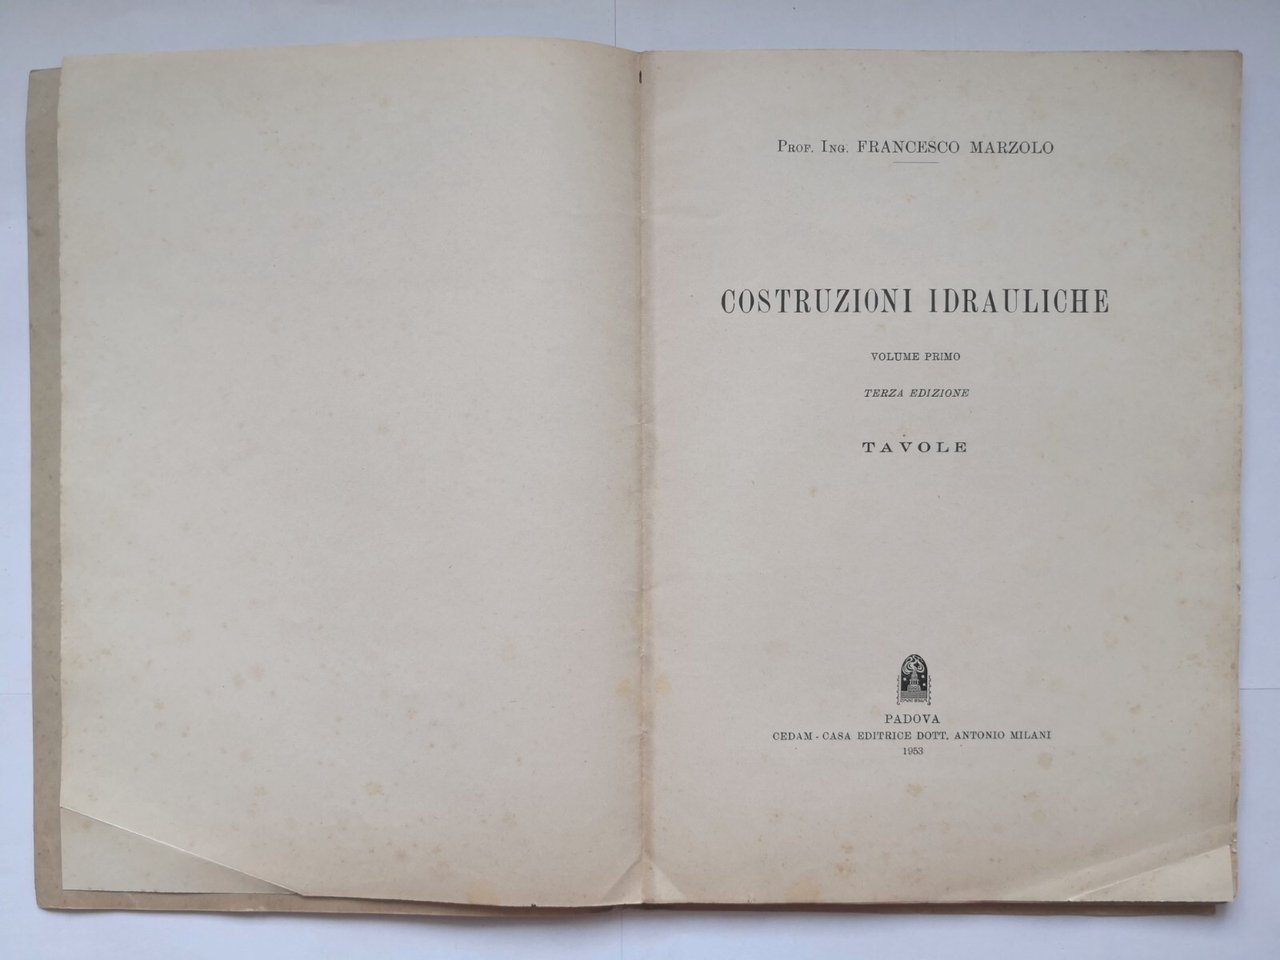 Prof. Ing. FRANCESCO MARZOLO
COSTRUZIONI IDRAULICHE
VOLUME PRIMO
TERZA EDIZIONE
TAVOLE
PADOVA
CEDAM - CASA EDITRICE DOTT. ANTONIO MILANI
1953